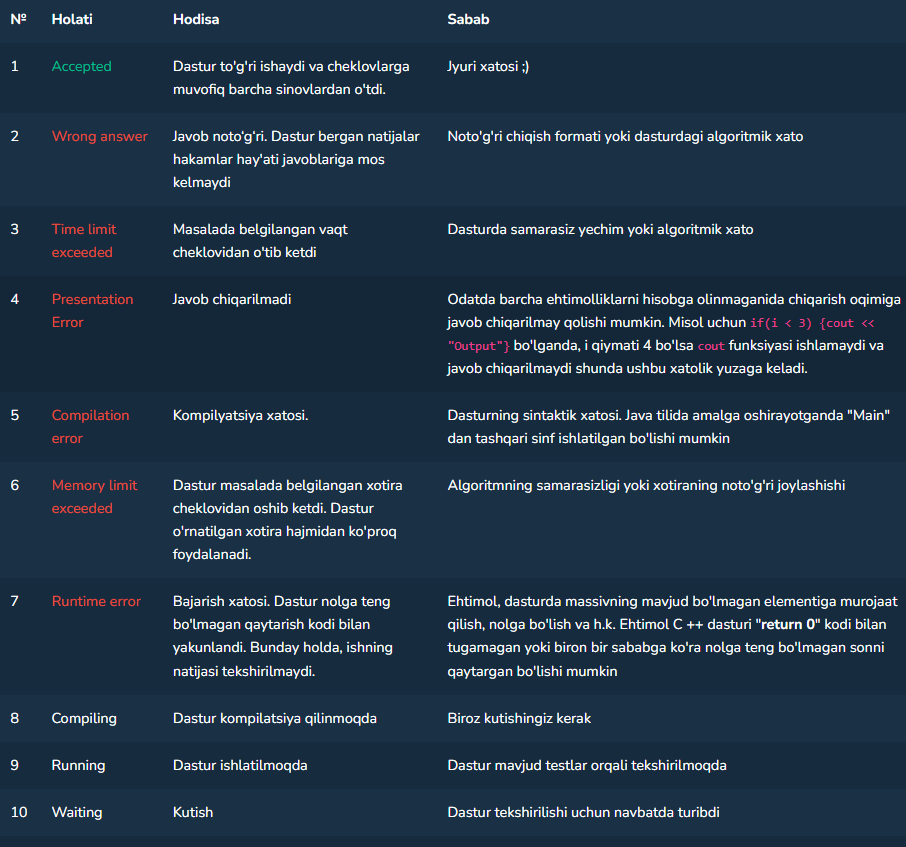 № Holati Hodisa Sabab
1 Accepted Dastur to'g'ri ishaydi va cheklovlarga Jyuri xatosi ;)
muvofiq barcha sinovlardan o'tdi.
2 Wrong answer Javob noto‘g‘ri. Dastur bergan natijalar Noto'g'ri chiqish formati yoki dasturdagi algoritmik xato
hakamlar hay'ati javoblariga mos
kelmaydi
3 Time limit Masalada belgilangan vaqt Dasturda samarasiz yechim yoki algoritmik xato
exceeded cheklovidan o'tib ketdi
4 Presentation Javob chiqarilmadi Odatda barcha ehtimolliklarni hisobga olinmaganida chiqarish oqimiga
Error javob chiqarilmay qolishi mumkin. Misol uchun if(i < 3) {cout <<
"Output"} bo'lganda, i qiymati 4 bo'lsa cout funksiyasi ishlamaydi va
javob chiqarilmaydi shunda ushbu xatolik yuzaga keladi.
5 Compilation Kompilyatsiya xatosi. Dasturning sintaktik xatosi. Java tilida amalga oshirayotganda "Main"
error dan tashqari sinf ishlatilgan bo'lishi mumkin
6 Memory limit Dastur masalada belgilangan xotira Algoritmning samarasizligi yoki xotiraning noto'g'ri joylashishi
exceeded cheklovidan oshib ketdi. Dastur
o'rnatilgan xotira hajmidan ko'proq
foydalanadi.
7 Runtime error Bajarish xatosi. Dastur nolga teng Ehtimol, dasturda massivning mavjud bo'lmagan elementiga murojaat
bo'lmagan qaytarish kodi bilan qilish, nolga bo'lish va h.k. Ehtimol C ++ dasturi "return 0" kodi bilan
yakunlandi. Bunday holda, ishning tugamagan yoki biron bir sababga ko'ra nolga teng bo'lmagan sonni
natijasi tekshirilmaydi. qaytargan bo'lishi mumkin
8 Compiling Dastur kompilatsiya qilinmoqda Biroz kutishingiz kerak
9 Running Dastur ishlatilmoqda Dastur mavjud testlar orqali tekshirilmoqda
10 Waiting Kutish Dastur tekshirilishi uchun navbatda turibdi